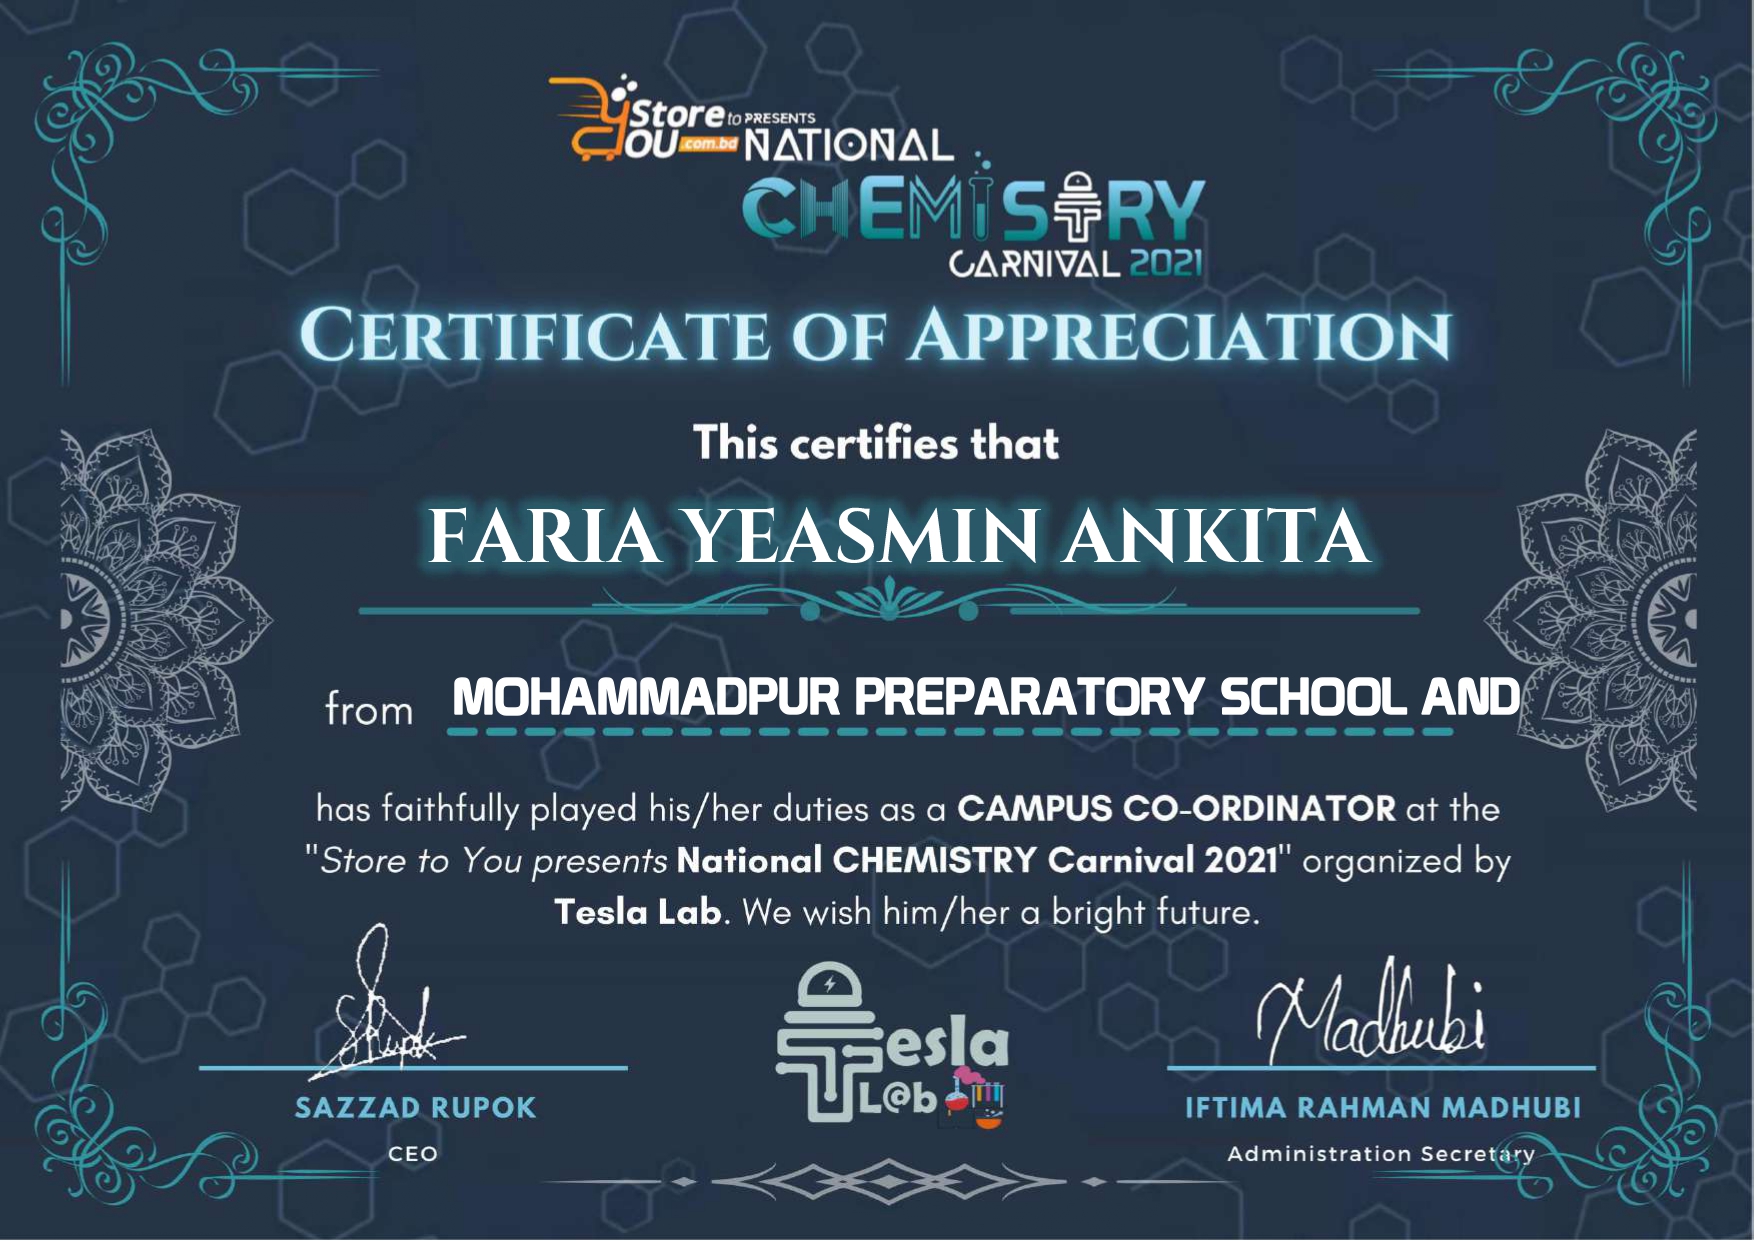 Store to PRESENTS
YOU .com.bd NATIONAL
CHEMISTRY
CARNIVAL 2021
CERTIFICATE OF APPRECIATION
This certifies that
FARIA YEASMIN ANKITA
from MOHAMMADPUR PREPARATORY SCHOOL AND
has faithfully played his/her duties as a CAMPUS CO-ORDINATOR at the
"Store to You presents National CHEMISTRY Carnival 2021" organized by
Tesla Lab. We wish him/her a bright future.
Rupok
Madhubi
Tesla
L@b
SAZZAD RUPOK
IFTIMA RAHMAN MADHUBI
CEO
Administration Secretary